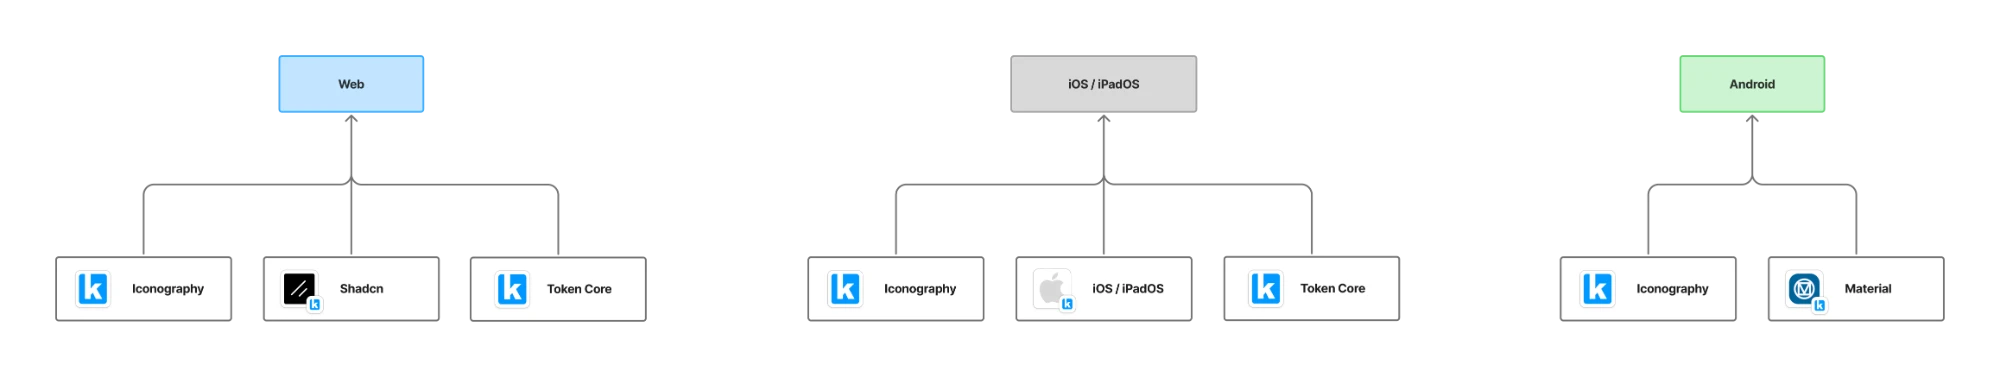 Web
iOS / iPadOS
Android
k Iconography
Shadcn
k
k Token Core
k Iconography
iOS / iPadOS
k
k Token Core
k Iconography
Material
k